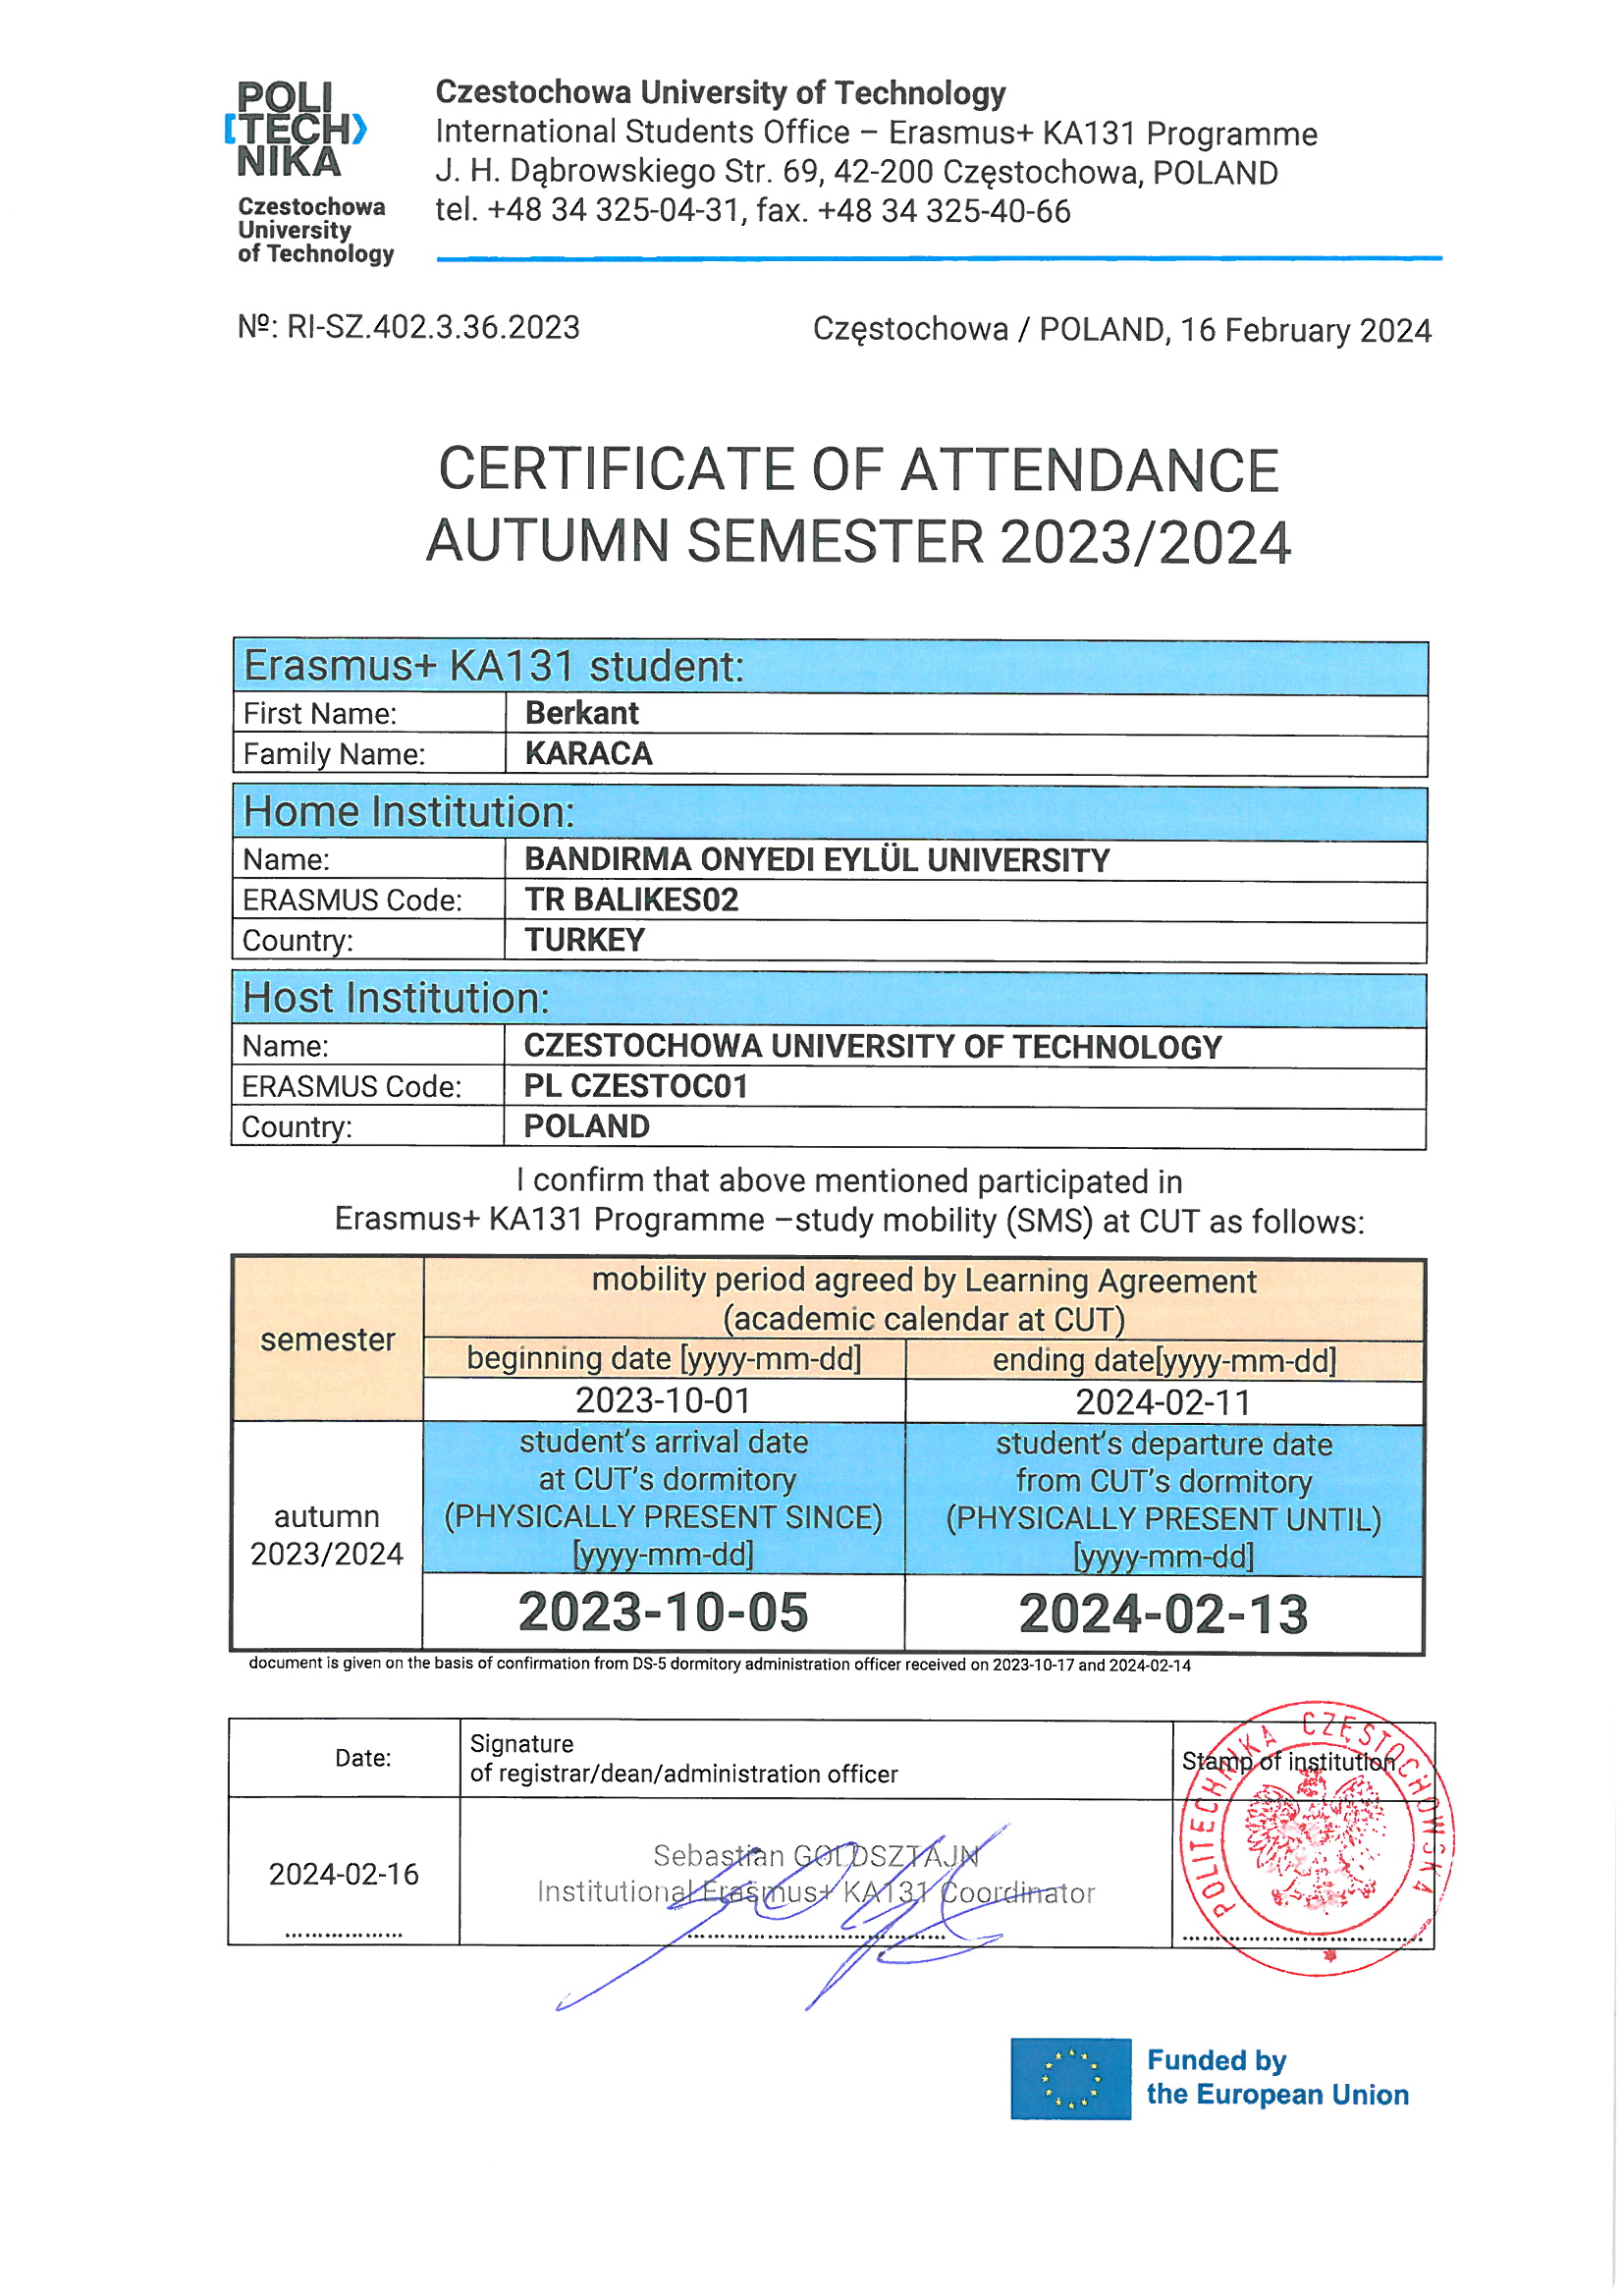 POLI
[TECH)
NIKA
Czestochowa
University
of Technology
Czestochowa University of Technology
International Students Office – Erasmus+ KA131 Programme
J. H. Dąbrowskiego Str. 69, 42-200 Częstochowa, POLAND
tel. +48 34 325-04-31, fax. +48 34 325-40-66
Nº: RI-SZ.402.3.36.2023
Częstochowa / POLAND, 16 February 2024
CERTIFICATE OF ATTENDANCE
AUTUMN SEMESTER 2023/2024
Erasmus+ KA131 student:
First Name: Berkant
Family Name: KARACA
Home Institution:
Name: BANDIRMA ONYEDI EYLÜL UNIVERSITY
ERASMUS Code: TR BALIKES02
Country: TURKEY
Host Institution:
Name: CZESTOCHOWA UNIVERSITY OF TECHNOLOGY
ERASMUS Code: PL CZESTOC01
Country: POLAND
I confirm that above mentioned participated in
Erasmus+ KA131 Programme –study mobility (SMS) at CUT as follows:
semester
mobility period agreed by Learning Agreement
(academic calendar at CUT)
beginning date [yyyy-mm-dd]
ending date[yyyy-mm-dd]
2023-10-01
2024-02-11
autumn
2023/2024
student's arrival date
at CUT's dormitory
(PHYSICALLY PRESENT SINCE)
[yyyy-mm-dd]
student's departure date
from CUT's dormitory
(PHYSICALLY PRESENT UNTIL)
[yyyy-mm-dd]
2023-10-05
2024-02-13
document is given on the basis of confirmation from DS-5 dormitory administration officer received on 2023-10-17 and 2024-02-14
Date:
Signature
of registrar/dean/administration officer
Stamp of institution
2024-02-16
Sebastian GOLDSZTAJN
Institutional Erasmus+ KA131 Coordinator
POLITECHNIKA CZĘSTOCHOWSKA
Funded by
the European Union